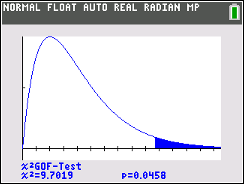 NORMAL FLOAT AUTO REAL RADIAN MP
χ²GOF-Test
χ²=9.7019 p=0.0458